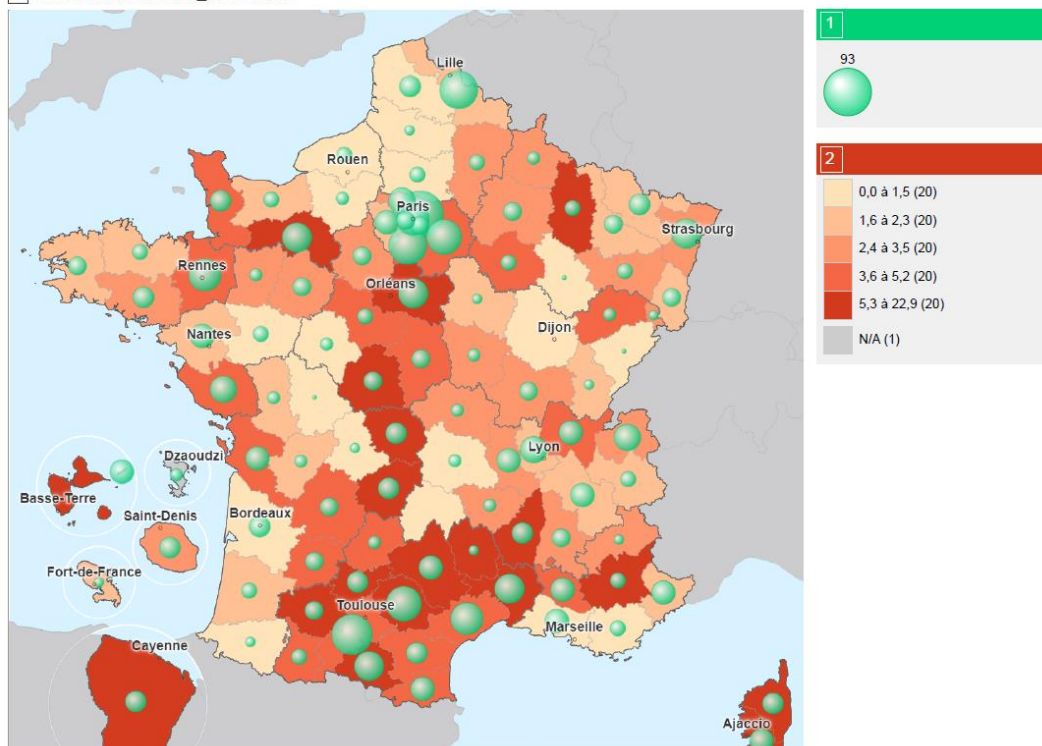 1
93
2
0,0 à 1,5 (20)
1,6 à 2,3 (20)
2,4 à 3,5 (20)
3,6 à 5,2 (20)
5,3 à 22,9 (20)
N/A (1)
Lille
Rouen
Paris
Strasbourg
Rennes
Orléans
Dijon
Nantes
Lyon
Dzaoudzi
Basse-Terre
Saint-Denis
Bordeaux
Fort-de-France
Toulouse
Marseille
Cayenne
Ajaccio